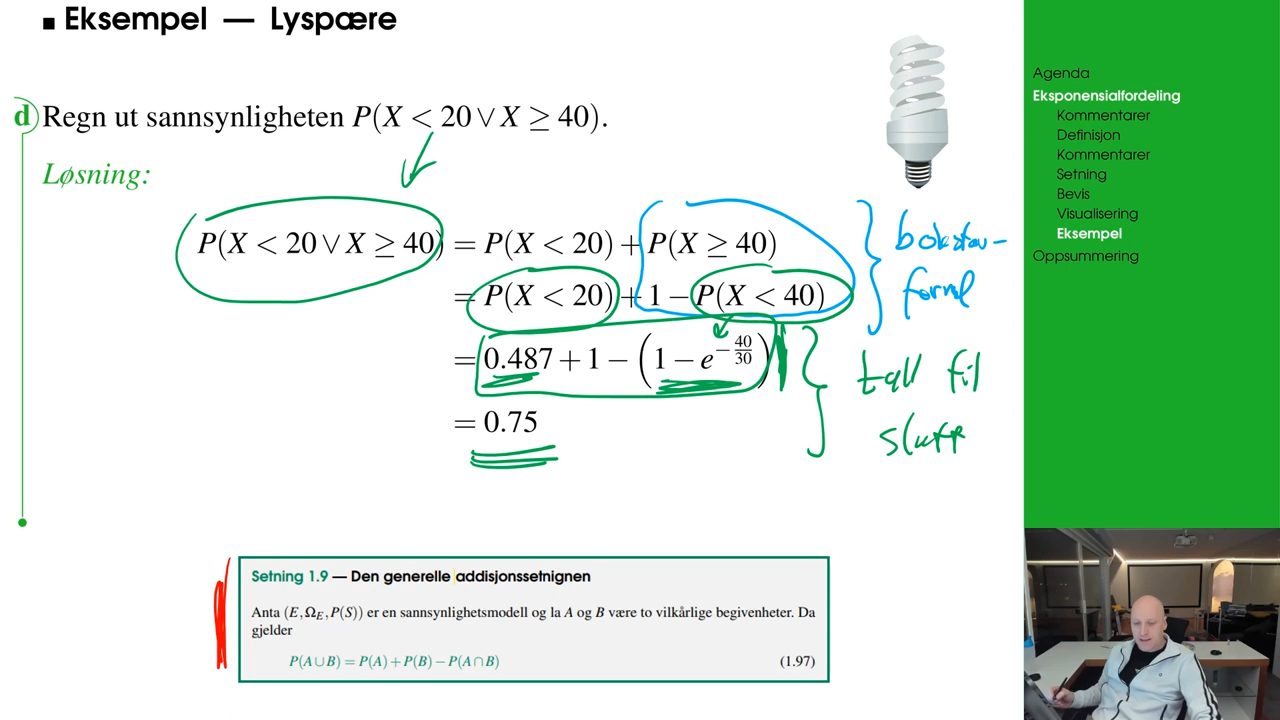 ▪ Eksempel — Lyspære
d Regn ut sannsynligheten P(X < 20 ∨ X ≥ 40).
Løsning:
P(X < 20 ∨ X ≥ 40) = P(X < 20) + P(X ≥ 40)
= P(X < 20) + 1 − P(X < 40)
= 0.487 + 1 − (1 − e^{−40/30})
= 0.75
bokstav-
formel
tall til
slutt
Setning 1.9 — Den generelle addisjonssetnignen
Anta (E, Ω_E, P(S)) er en sannsynlighetsmodell og la A og B være to vilkårlige begivenheter. Da
gjelder
P(A ∪ B) = P(A) + P(B) − P(A ∩ B) (1.97)
Agenda
Eksponensialfordeling
Kommentarer
Definisjon
Kommentarer
Setning
Bevis
Visualisering
Eksempel
Oppsummering